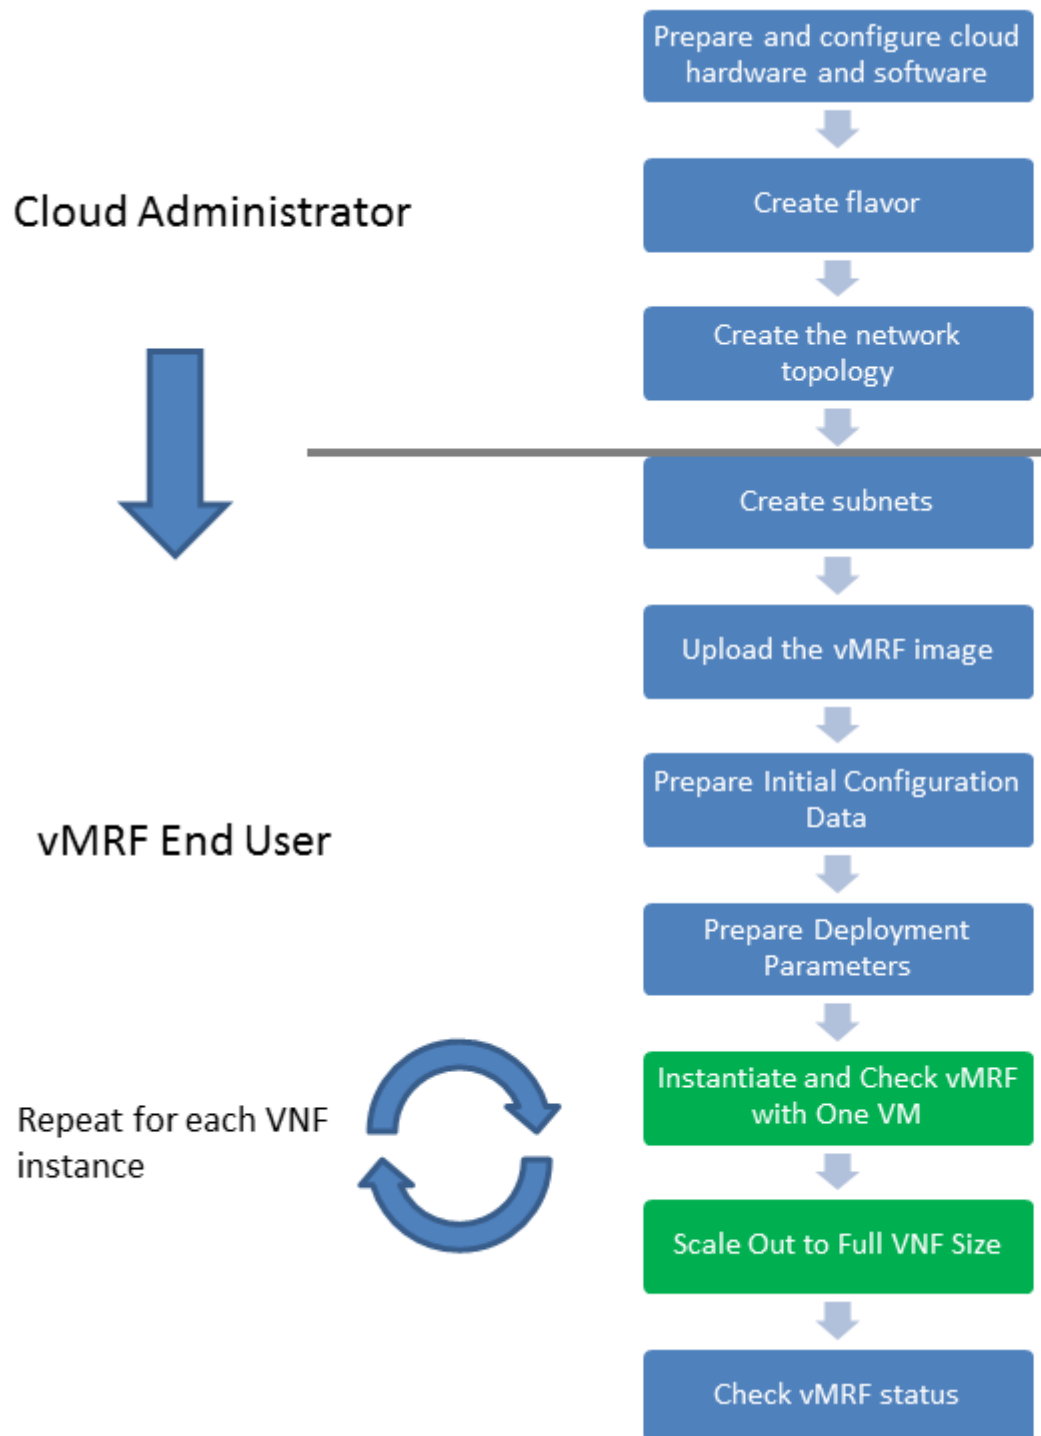 Prepare and configure cloud
hardware and software
Create flavor
Cloud Administrator
Create the network
topology
Create subnets
Upload the vMRF image
Prepare Initial Configuration
Data
vMRF End User
Prepare Deployment
Parameters
Instantiate and Check vMRF
with One VM
Repeat for each VNF
instance
Scale Out to Full VNF Size
Check vMRF status